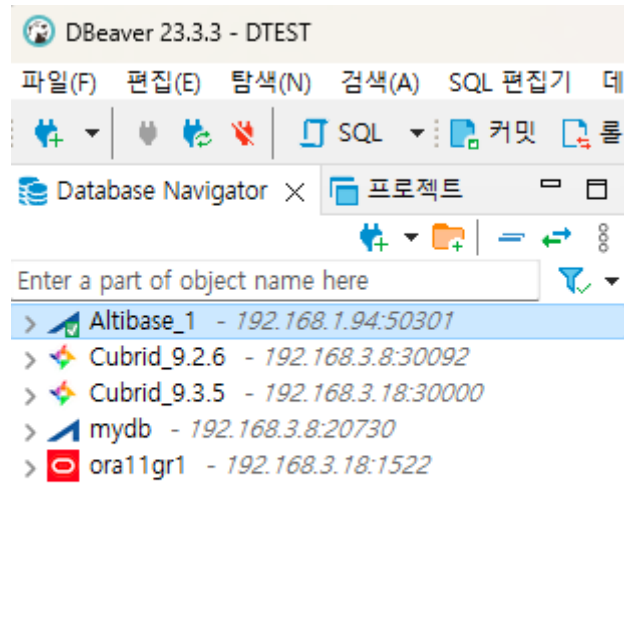 DBeaver 23.3.3 - DTEST
파일(F) 편집(E) 탐색(N) 검색(A) SQL 편집기 데
SQL 커밋 롤
Database Navigator 프로젝트
Enter a part of object name here
Altibase_1 - 192.168.1.94:50301
Cubrid_9.2.6 - 192.168.3.8:30092
Cubrid_9.3.5 - 192.168.3.18:30000
mydb - 192.168.3.8:20730
ora11gr1 - 192.168.3.18:1522